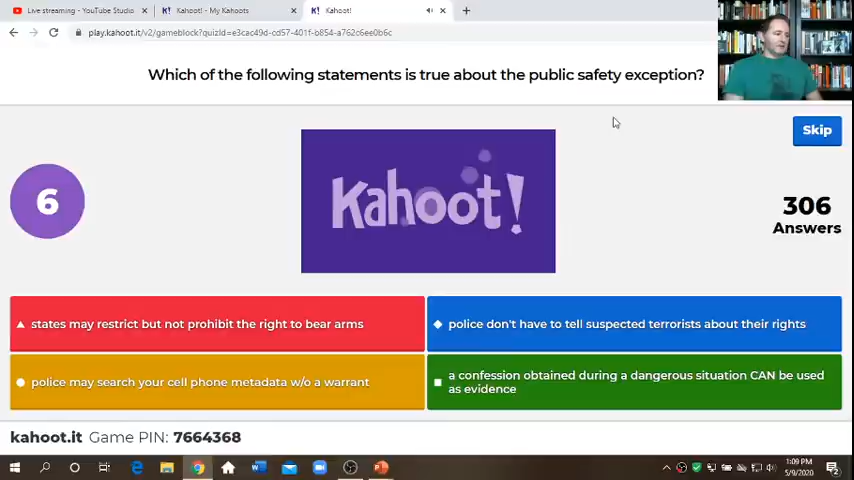 Live streaming - YouTube Studio
Kahoot! - My Kahoots
Kahoot!
play.kahoot.it/v2/gameblock?quizId=e3cac49d-cd57-401f-b854-a762c6ee0b6c
Which of the following statements is true about the public safety exception?
Skip
6
Kahoot!
306
Answers
states may restrict but not prohibit the right to bear arms
police don't have to tell suspected terrorists about their rights
police may search your cell phone metadata w/o a warrant
a confession obtained during a dangerous situation CAN be used
as evidence
kahoot.it Game PIN: 7664368
1:09 PM
5/9/2020
2